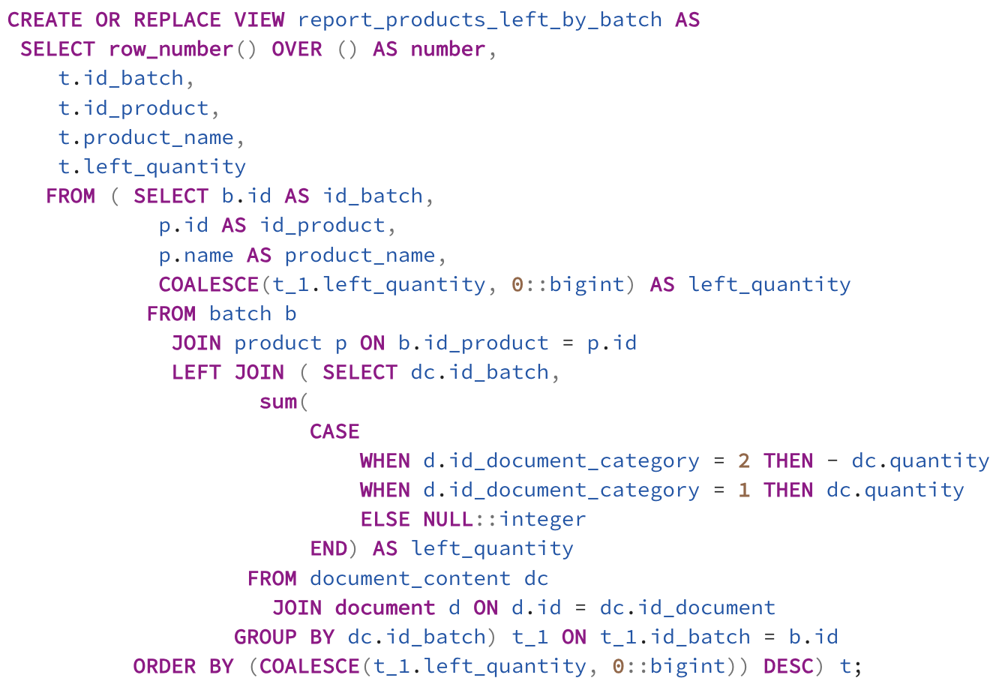 CREATE OR REPLACE VIEW report_products_left_by_batch AS
 SELECT row_number() OVER () AS number,
    t.id_batch,
    t.id_product,
    t.product_name,
    t.left_quantity
   FROM ( SELECT b.id AS id_batch,
            p.id AS id_product,
            p.name AS product_name,
            COALESCE(t_1.left_quantity, 0::bigint) AS left_quantity
           FROM batch b
             JOIN product p ON b.id_product = p.id
             LEFT JOIN ( SELECT dc.id_batch,
                    sum(
                        CASE
                            WHEN d.id_document_category = 2 THEN - dc.quantity
                            WHEN d.id_document_category = 1 THEN dc.quantity
                            ELSE NULL::integer
                        END) AS left_quantity
                   FROM document_content dc
                     JOIN document d ON d.id = dc.id_document
                  GROUP BY dc.id_batch) t_1 ON t_1.id_batch = b.id
          ORDER BY (COALESCE(t_1.left_quantity, 0::bigint)) DESC) t;